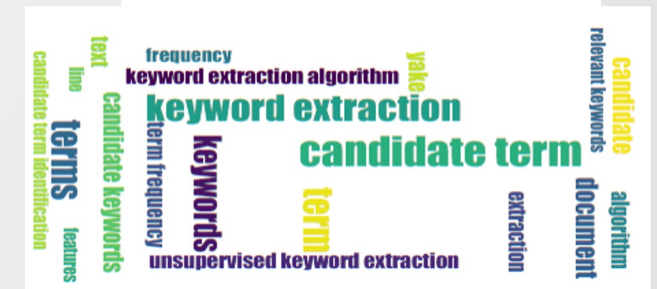 frequency
keyword extraction algorithm
keyword extraction
candidate term
unsupervised keyword extraction
candidate term identification
line
text
terms
features
candidate keywords
term frequency
keywords
term
yake
extraction
relevant keywords
candidate
document
algorithm